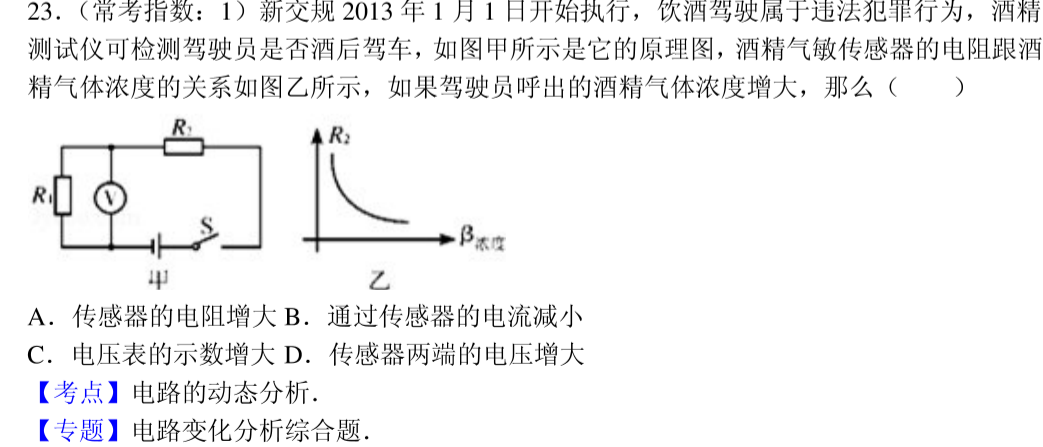 23．（常考指数：1）新交规 2013 年 1 月 1 日开始执行，饮酒驾驶属于违法犯罪行为，酒精
测试仪可检测驾驶员是否酒后驾车，如图甲所示是它的原理图，酒精气敏传感器的电阻跟酒
精气体浓度的关系如图乙所示，如果驾驶员呼出的酒精气体浓度增大，那么（　　）
R₂
R₁
V
S
甲
R₂
β浓度
乙
A．传感器的电阻增大 B．通过传感器的电流减小
C．电压表的示数增大 D．传感器两端的电压增大
【考点】电路的动态分析．
【专题】电路变化分析综合题．